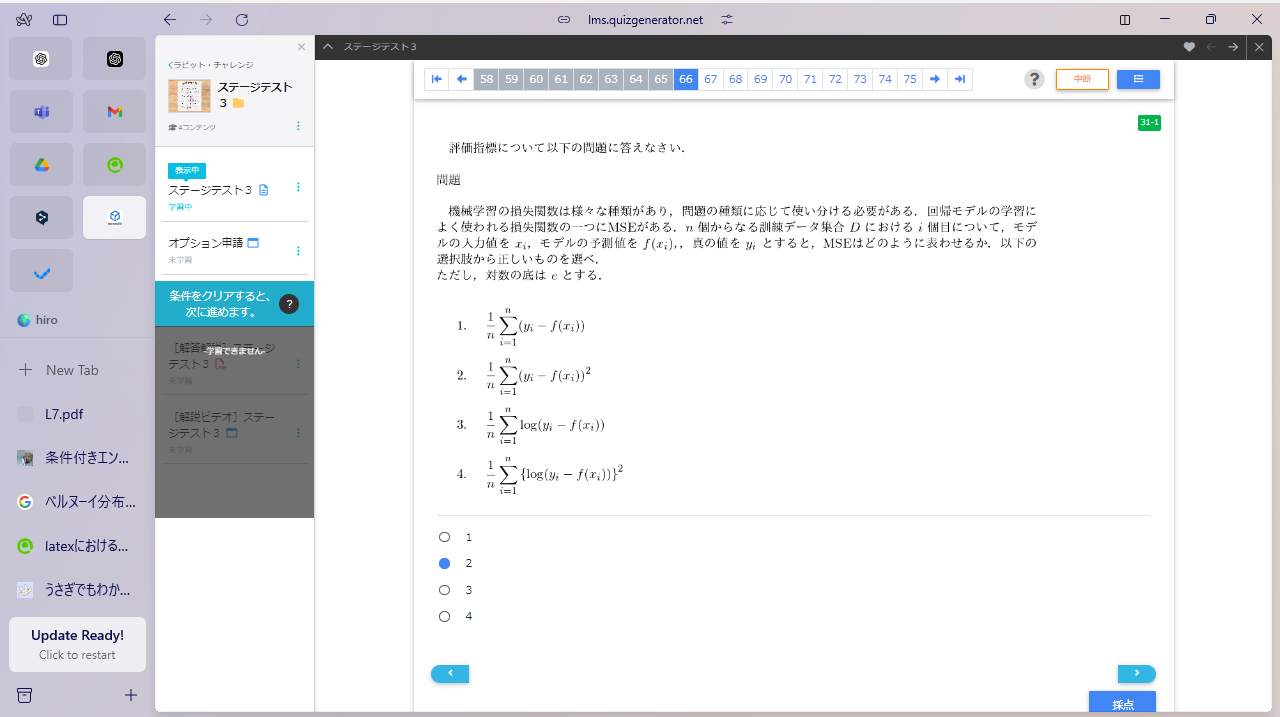 lms.quizgenerator.net
ステージテスト3
くラビット・チャレンジ
ステージテスト
3
4コンテンツ
表示中
ステージテスト3
学習中
オプション申請
未学習
条件をクリアすると、
次に進めます。
?
［解答解説］ステージ
テスト3
-学習できません-
未学習
［解説ビデオ］ステー
ジテスト3
未学習
hiro
New Tab
L7.pdf
条件付きエン...
ベルヌーイ分布...
latexにおける...
うさぎでもわか...
Update Ready!
Click to restart
58 59 60 61 62 63 64 65 66 67 68 69 70 71 72 73 74 75
?
中断
31-1
評価指標について以下の問題に答えなさい．
問題
機械学習の損失関数は様々な種類があり，問題の種類に応じて使い分ける必要がある．回帰モデルの学習に
よく使われる損失関数の一つにMSEがある．n 個からなる訓練データ集合 D における i 個目について，モデ
ルの入力値を x_i，モデルの予測値を f(x_i),，真の値を y_i とすると，MSEはどのように表わせるか．以下の
選択肢から正しいものを選べ．
ただし，対数の底は e とする．
1. \frac{1}{n}\sum_{i=1}^{n}(y_i − f(x_i))
2. \frac{1}{n}\sum_{i=1}^{n}(y_i − f(x_i))^2
3. \frac{1}{n}\sum_{i=1}^{n}\log(y_i − f(x_i))
4. \frac{1}{n}\sum_{i=1}^{n}\{\log(y_i − f(x_i))\}^2
1
2
3
4
採点